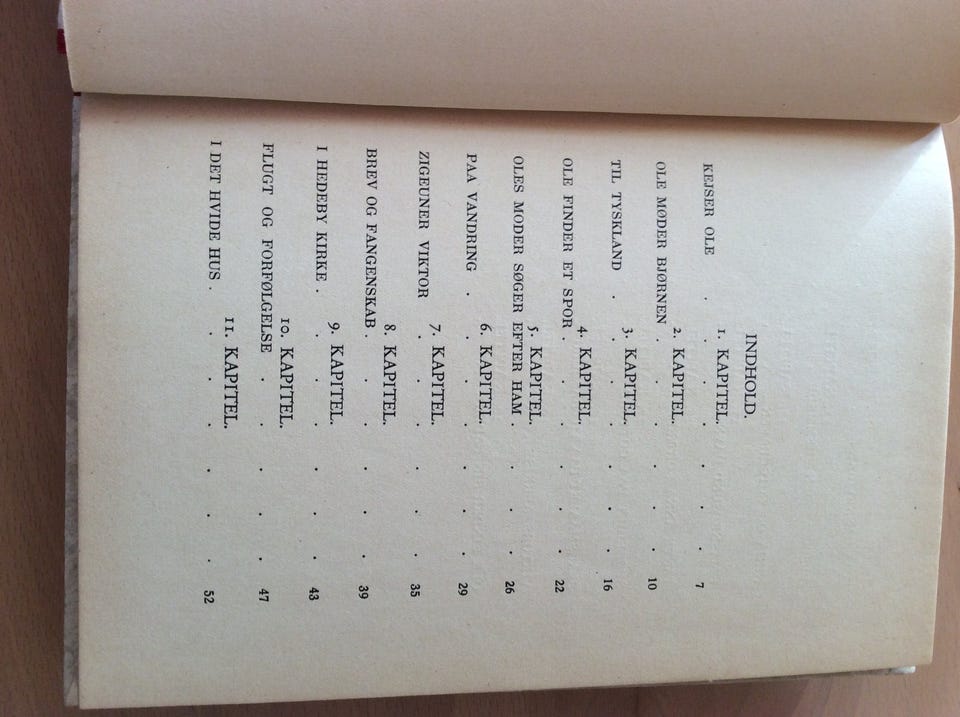 INDHOLD.
1. KAPITEL.
KEJSER OLE . . . . . . 7
2. KAPITEL.
OLE MØDER BJØRNEN . . . . . 10
3. KAPITEL.
TIL TYSKLAND . . . . . . 16
4. KAPITEL.
OLE FINDER ET SPOR . . . . . 22
5. KAPITEL.
OLES MODER SØGER EFTER HAM . . . 26
6. KAPITEL.
PAA VANDRING . . . . . . 29
7. KAPITEL.
ZIGEUNER VIKTOR . . . . . 35
8. KAPITEL.
BREV OG FANGENSKAB . . . . . 39
9. KAPITEL.
I HEDEBY KIRKE . . . . . . 43
10. KAPITEL.
FLUGT OG FORFØLGELSE . . . . 47
11. KAPITEL.
I DET HVIDE HUS . . . . . . 52